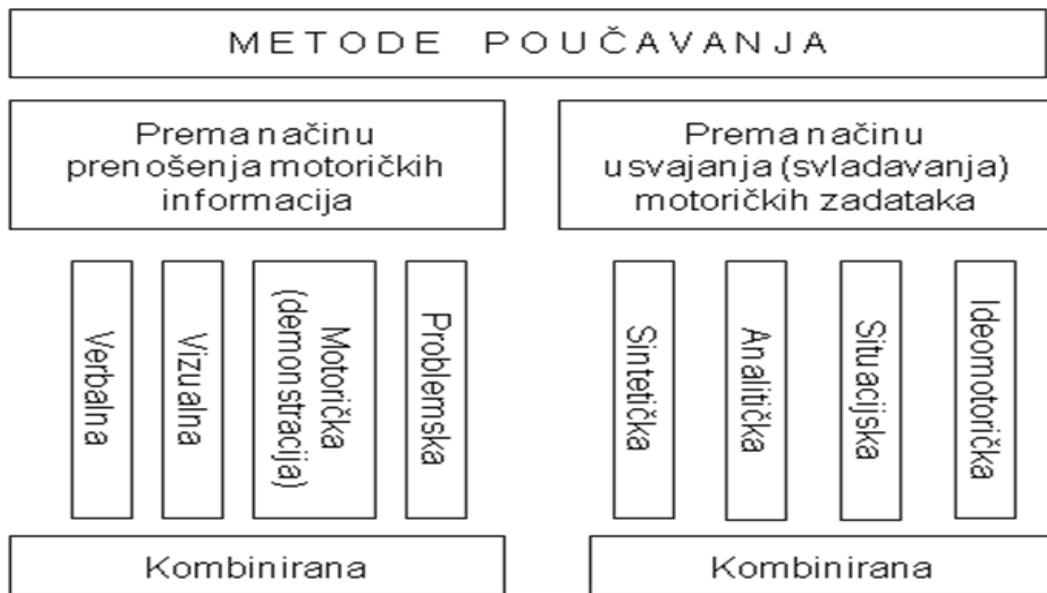 METODE POUČAVANJA
Prema načinu
prenošenja motoričkih
informacija
Prema načinu
usvajanja (svladavanja)
motoričkih zadataka
Verbalna
Vizualna
Motorička
(demonstracija)
Problemska
Sintetička
Analitička
Situacijska
Ideomotorička
Kombinirana
Kombinirana